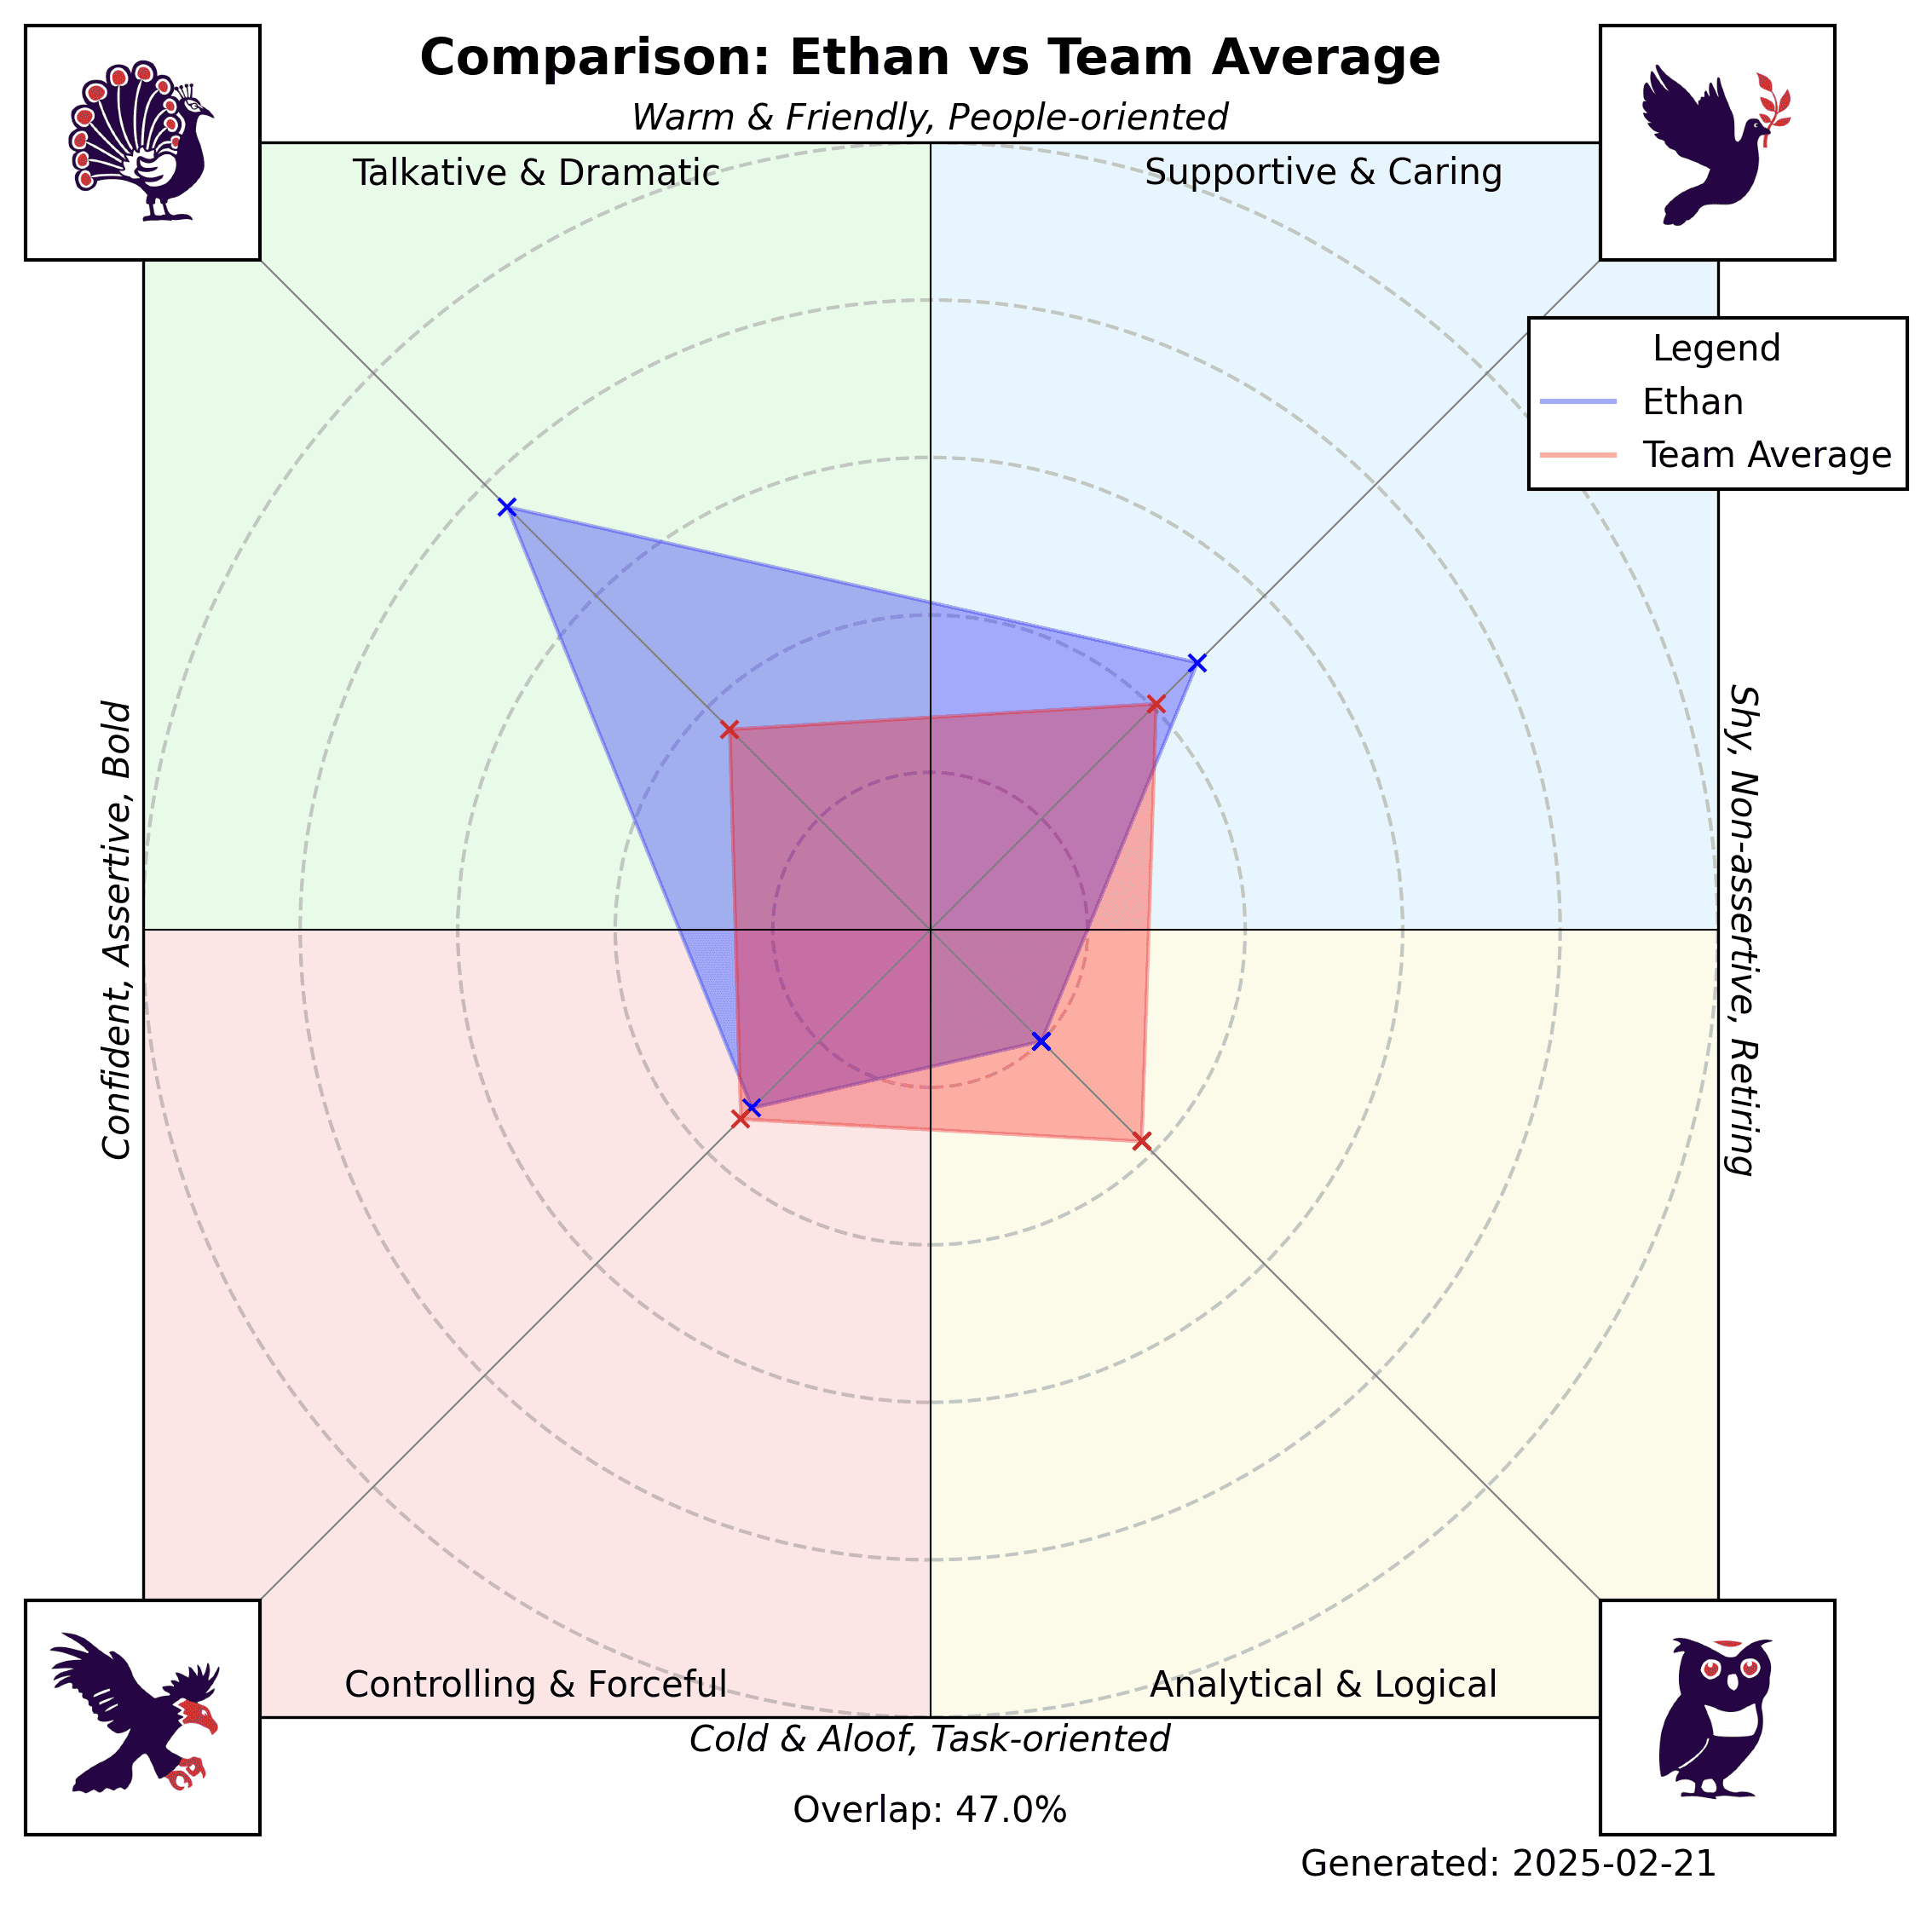 Comparison: Ethan vs Team Average
Warm & Friendly, People-oriented
Talkative & Dramatic
Supportive & Caring
Legend
Ethan
Team Average
Confident, Assertive, Bold
Shy, Non-assertive, Retiring
Controlling & Forceful
Analytical & Logical
Cold & Aloof, Task-oriented
Overlap: 47.0%
Generated: 2025-02-21